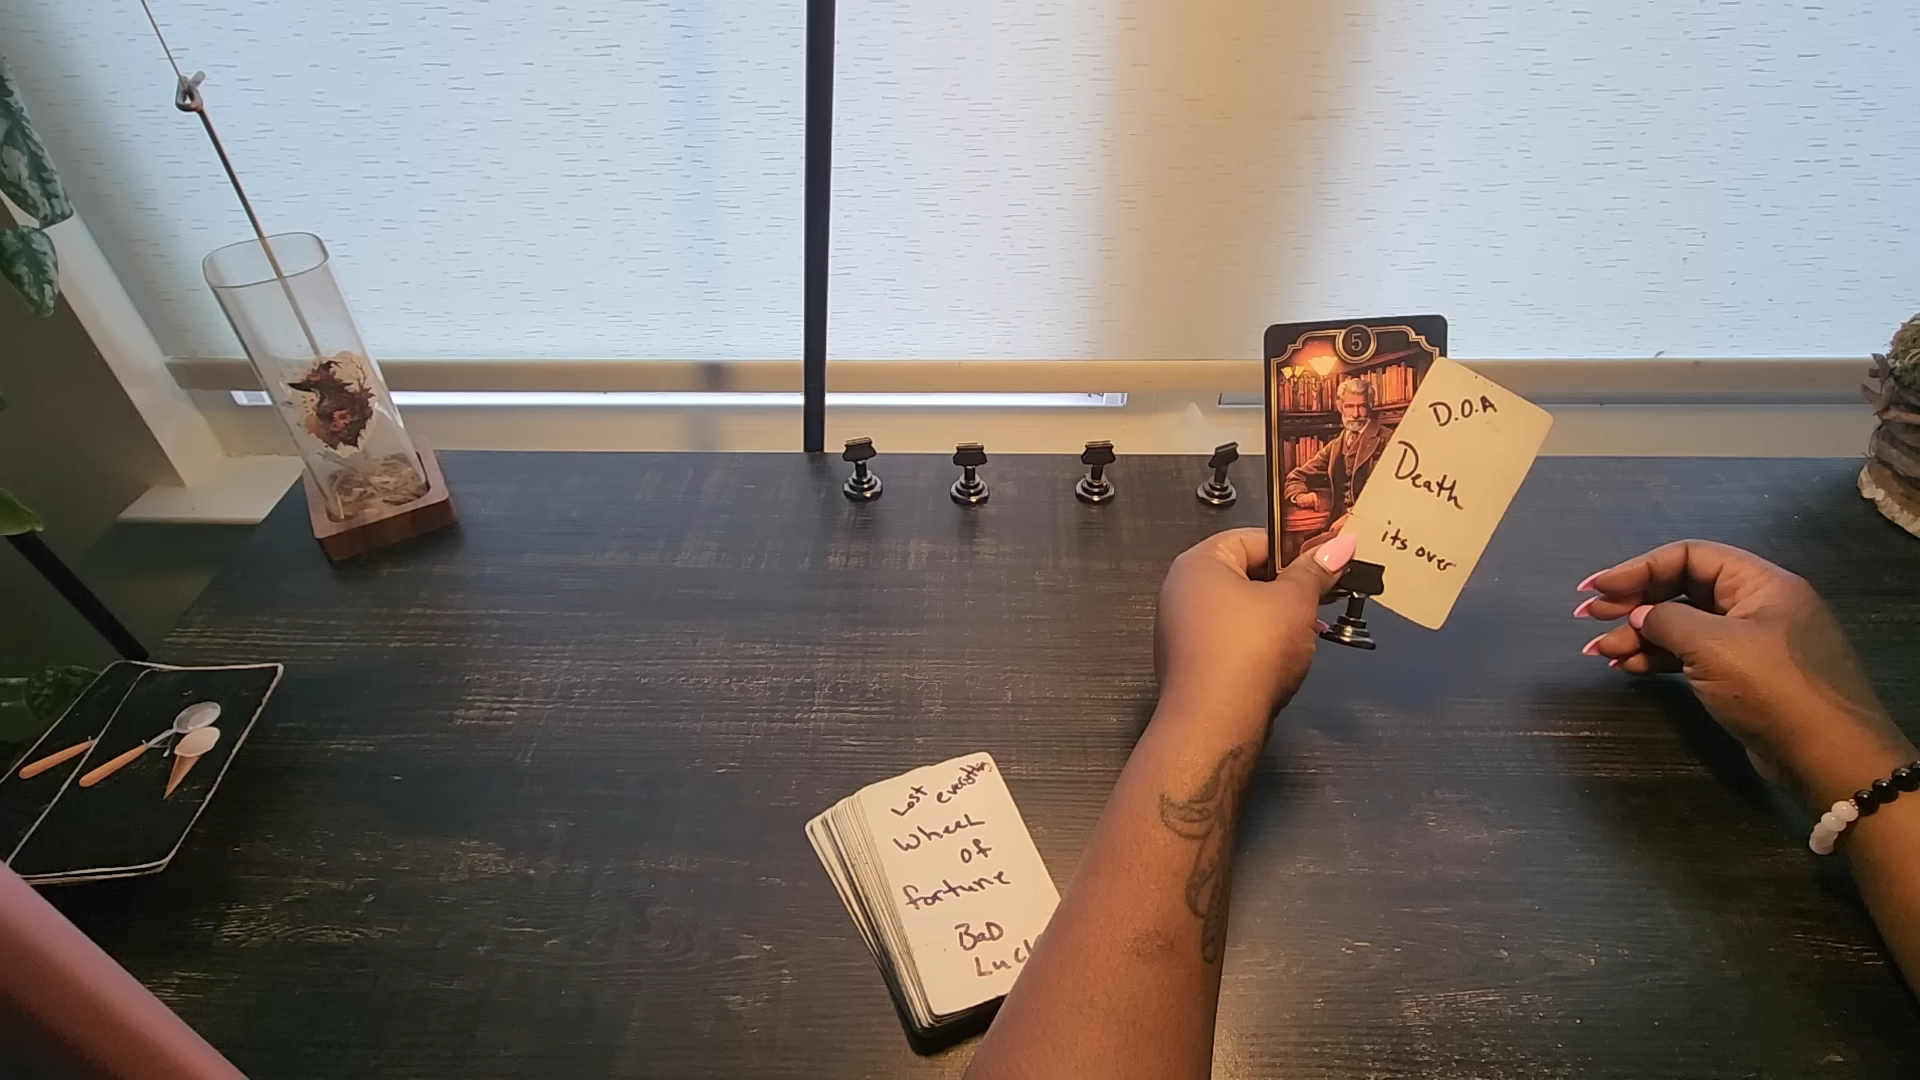 5
D.O.A
Death
its over
Lost everything
Wheel
of
fortune
BaD
Luck